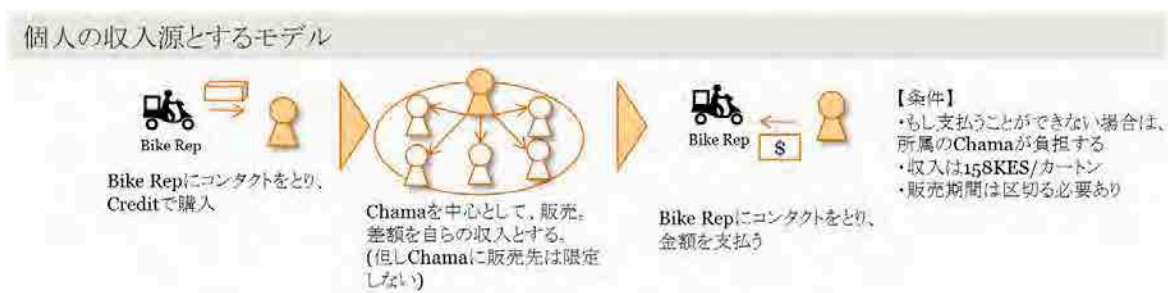 個人の収入源とするモデル
Bike Rep
Bike Repにコンタクトをとり、
Creditで購入
Chamaを中心として、販売。
差額を自らの収入とする。
(但しChamaに販売先は限定
しない)
Bike Rep
$
Bike Repにコンタクトをとり、
金額を支払う
【条件】
・もし支払うことができない場合は、
所属のChamaが負担する
・収入は158KES/カートン
・販売期間は区切る必要あり